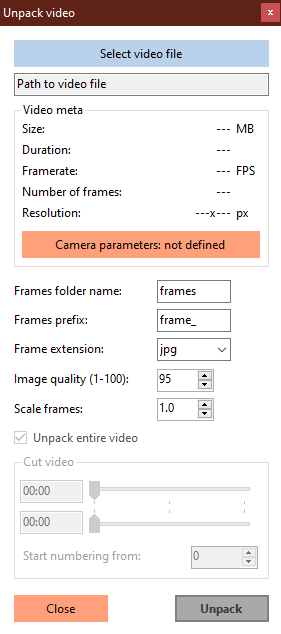 Unpack video
x
Select video file
Path to video file
Video meta
Size: --- MB
Duration: ---
Framerate: --- FPS
Number of frames: ---
Resolution: ---x--- px
Camera parameters: not defined
Frames folder name: frames
Frames prefix: frame_
Frame extension: jpg
Image quality (1-100): 95
Scale frames: 1.0
Unpack entire video
Cut video
00:00
00:00
Start numbering from: 0
Close Unpack